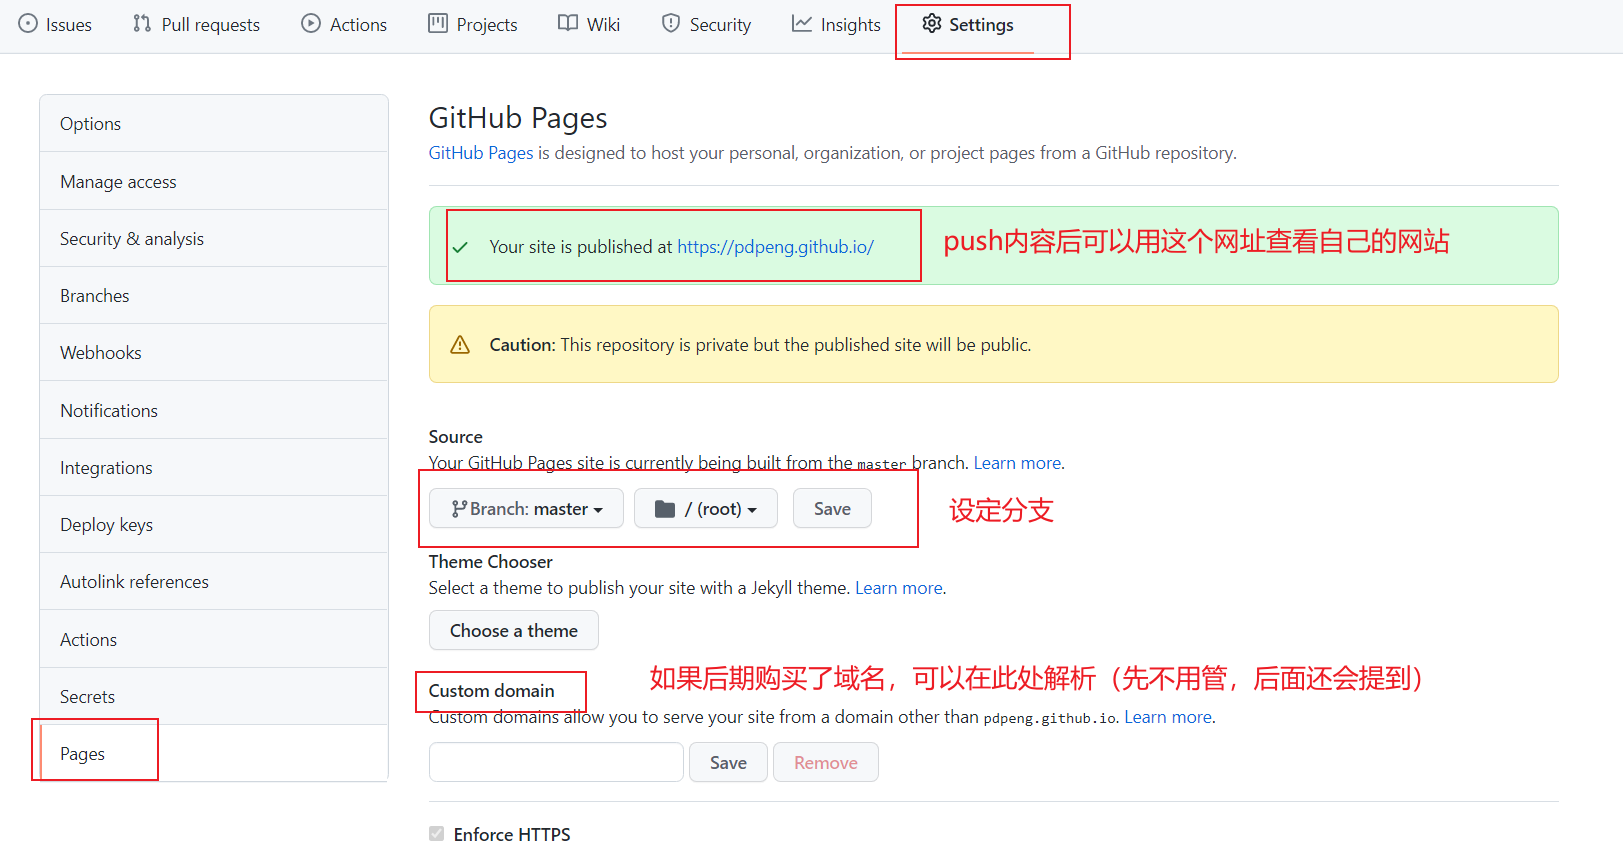 Issues Pull requests Actions Projects Wiki Security Insights Settings
Options
Manage access
Security & analysis
Branches
Webhooks
Notifications
Integrations
Deploy keys
Autolink references
Actions
Secrets
Pages
GitHub Pages
GitHub Pages is designed to host your personal, organization, or project pages from a GitHub repository.
Your site is published at https://pdpeng.github.io/
push内容后可以用这个网址查看自己的网站
Caution: This repository is private but the published site will be public.
Source
Your GitHub Pages site is currently being built from the master branch. Learn more.
Branch: master / (root) Save
设定分支
Theme Chooser
Select a theme to publish your site with a Jekyll theme. Learn more.
Choose a theme
如果后期购买了域名，可以在此处解析（先不用管，后面还会提到）
Custom domain
Custom domains allow you to serve your site from a domain other than pdpeng.github.io. Learn more.
Save Remove
Enforce HTTPS